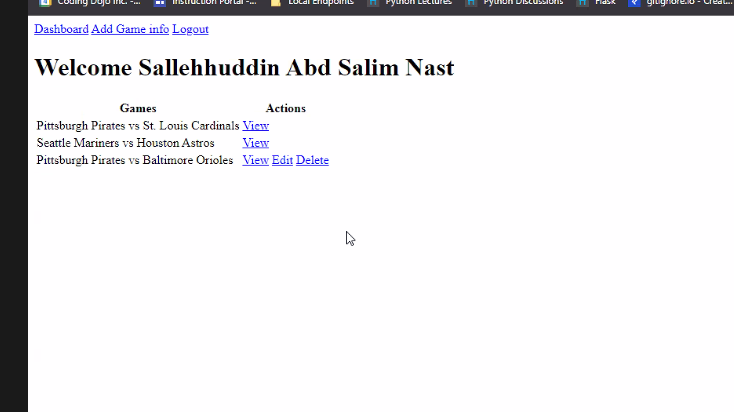 Coding Dojo Inc. -... Instruction Portal -... Local Endpoints Python Lectures Python Discussions Flask gitignore.io - Creat...
Dashboard Add Game info Logout
Welcome Sallehhuddin Abd Salim Nast
Games Actions
Pittsburgh Pirates vs St. Louis Cardinals View
Seattle Mariners vs Houston Astros View
Pittsburgh Pirates vs Baltimore Orioles View Edit Delete